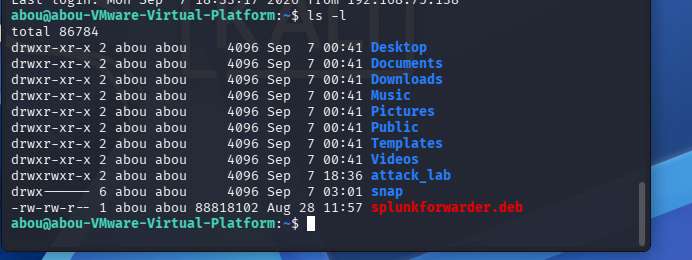 Last login: Mon Sep  7 18:33:17 2026 from 192.168.75.138
abou@abou-VMware-Virtual-Platform:~$ ls -l
total 86784
drwxr-xr-x 2 abou abou     4096 Sep  7 00:41 Desktop
drwxr-xr-x 2 abou abou     4096 Sep  7 00:41 Documents
drwxr-xr-x 2 abou abou     4096 Sep  7 00:41 Downloads
drwxr-xr-x 2 abou abou     4096 Sep  7 00:41 Music
drwxr-xr-x 2 abou abou     4096 Sep  7 00:41 Pictures
drwxr-xr-x 2 abou abou     4096 Sep  7 00:41 Public
drwxr-xr-x 2 abou abou     4096 Sep  7 00:41 Templates
drwxr-xr-x 2 abou abou     4096 Sep  7 00:41 Videos
drwxrwxr-x 2 abou abou     4096 Sep  7 18:36 attack_lab
drwx------ 6 abou abou     4096 Sep  7 03:01 snap
-rw-rw-r-- 1 abou abou 88818102 Aug 28 11:57 splunkforwarder.deb
abou@abou-VMware-Virtual-Platform:~$